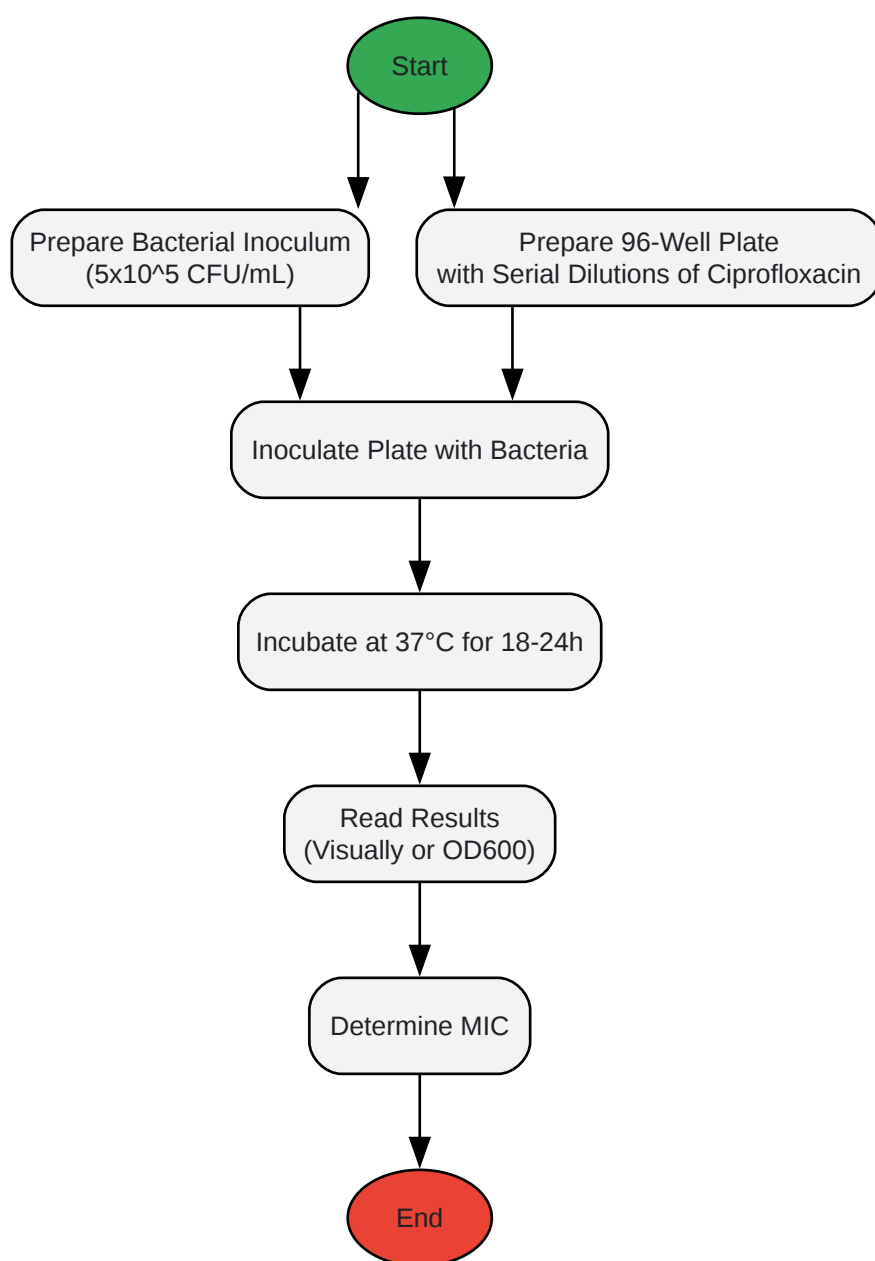 Start
Prepare Bacterial Inoculum
(5x10^5 CFU/mL)
Prepare 96-Well Plate
with Serial Dilutions of Ciprofloxacin
Inoculate Plate with Bacteria
Incubate at 37°C for 18-24h
Read Results
(Visually or OD600)
Determine MIC
End